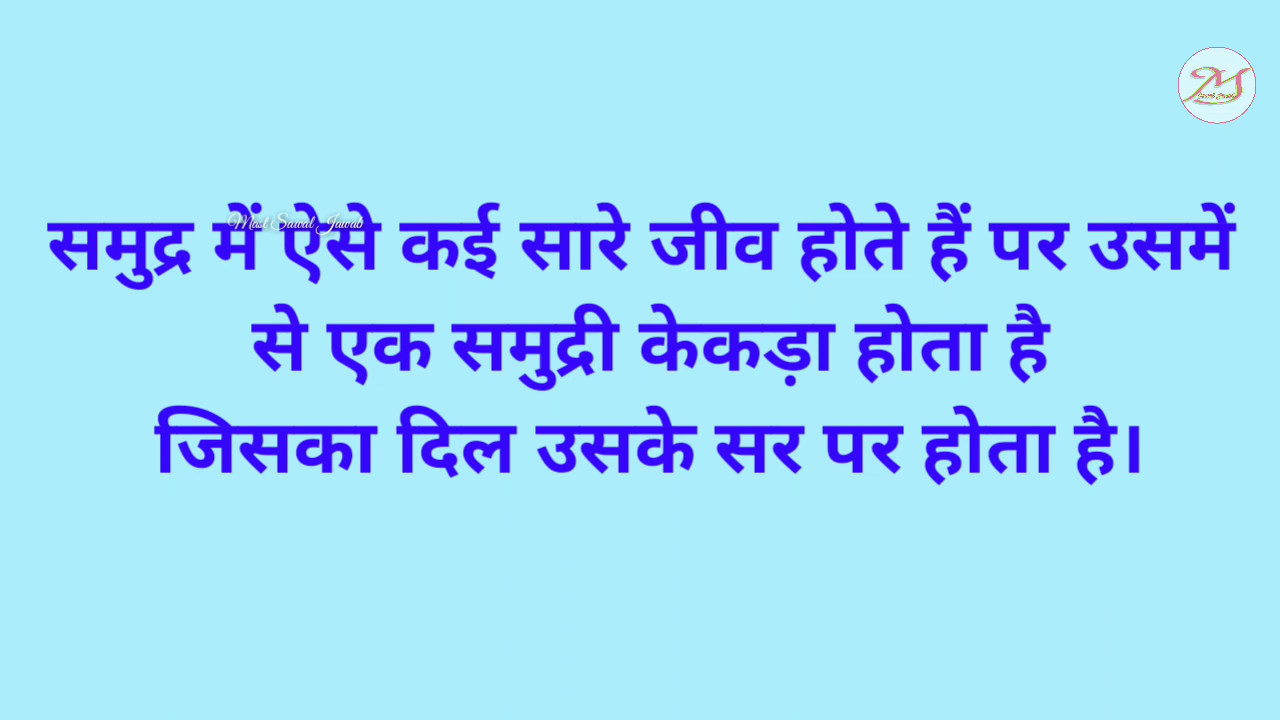 समुद्र में ऐसे कई सारे जीव होते हैं पर उसमें
से एक समुद्री केकड़ा होता है
जिसका दिल उसके सर पर होता है।
Mast Sawal Jawab